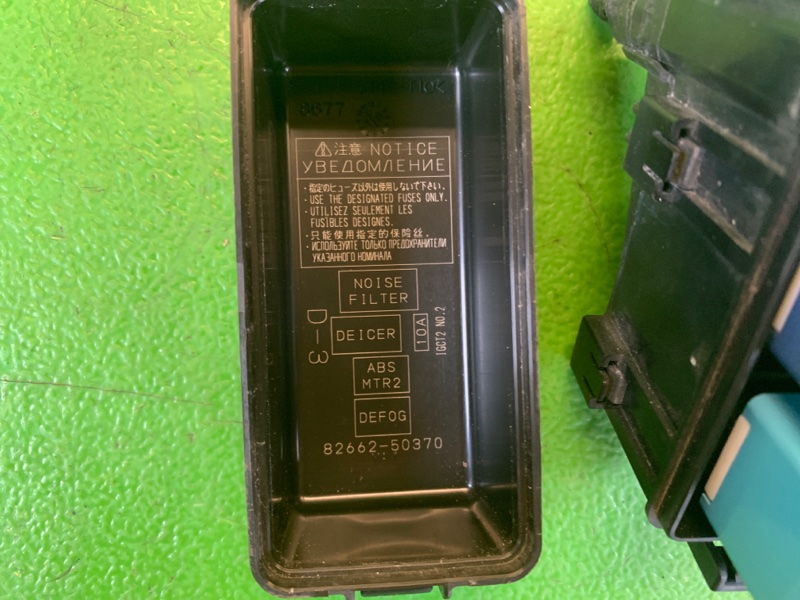 8677
⚠注意 NOTICE
УВЕДОМЛЕНИЕ
・指定のヒューズ以外は使用しないで下さい.
・USE THE DESIGNATED FUSES ONLY.
・UTILISEZ SEULEMENT LES
FUSIBLES DESIGNES.
・只能使用指定的保险丝.
・ИСПОЛЬЗУЙТЕ ТОЛЬКО ПРЕДОХРАНИТЕЛИ
УКАЗАННОГО НОМИНАЛА
NOISE
FILTER
D-3
DEICER
10A
IGCT2 NO.2
ABS
MTR2
DEFOG
82662-50370